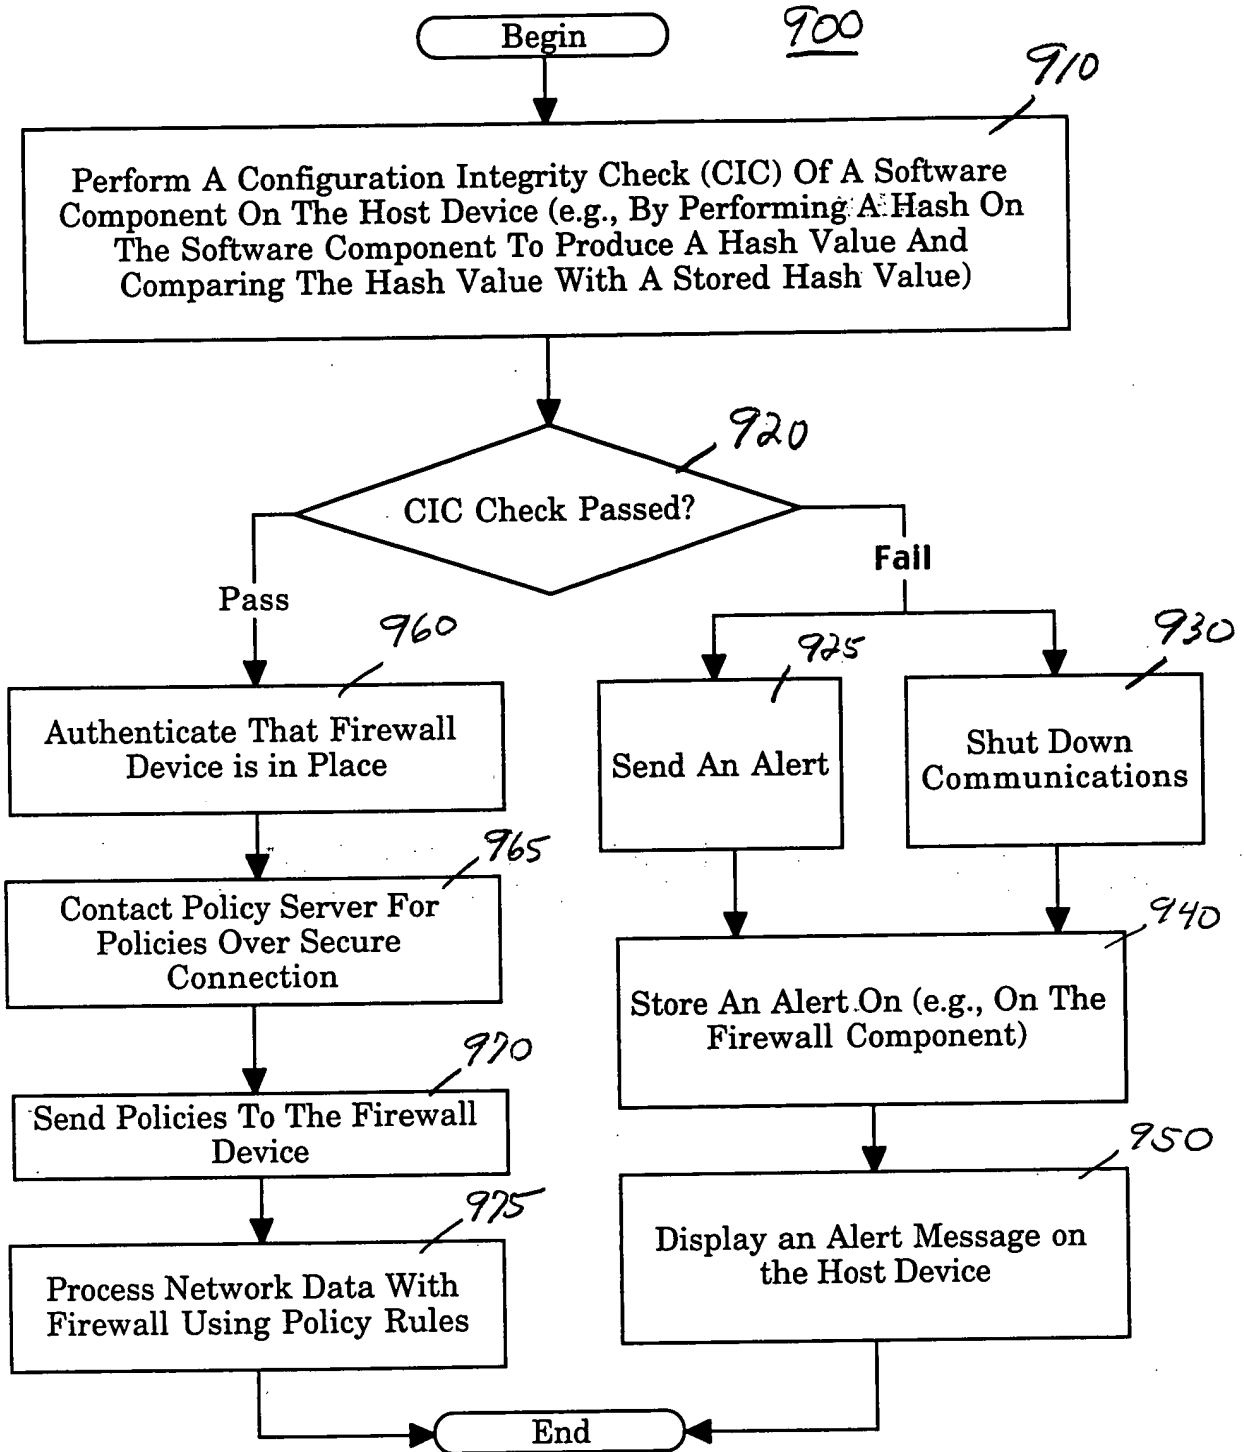 Begin
900
910
Perform A Configuration Integrity Check (CIC) Of A Software
Component On The Host Device (e.g., By Performing A Hash On
The Software Component To Produce A Hash Value And
Comparing The Hash Value With A Stored Hash Value)
920
CIC Check Passed?
Fail
Pass
960
925
930
Authenticate That Firewall
Device is in Place
Send An Alert
Shut Down
Communications
965
Contact Policy Server For
Policies Over Secure
Connection
940
Store An Alert On (e.g., On The
Firewall Component)
970
Send Policies To The Firewall
Device
950
Display an Alert Message on
the Host Device
975
Process Network Data With
Firewall Using Policy Rules
End